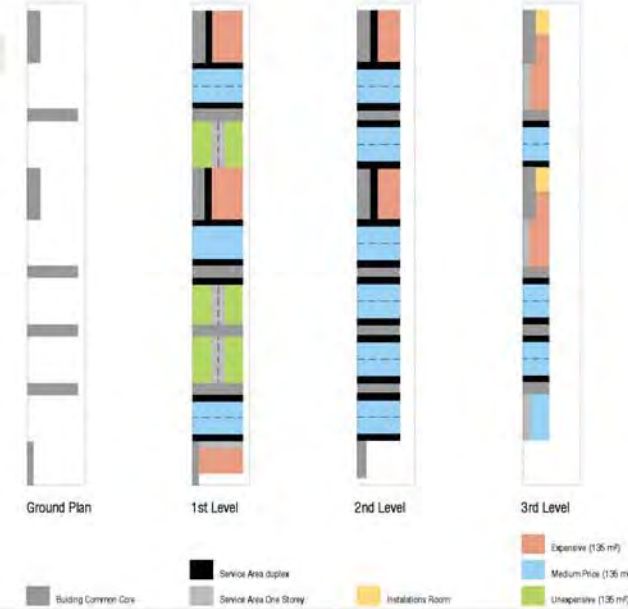 Ground Plan
1st Level
2nd Level
3rd Level
Expensive (135 m²)
Service Area duplex
Medium Price (135 m
Building Common Core
Service Area One Storey
Instalations Room
Unexpensive (135 m²)